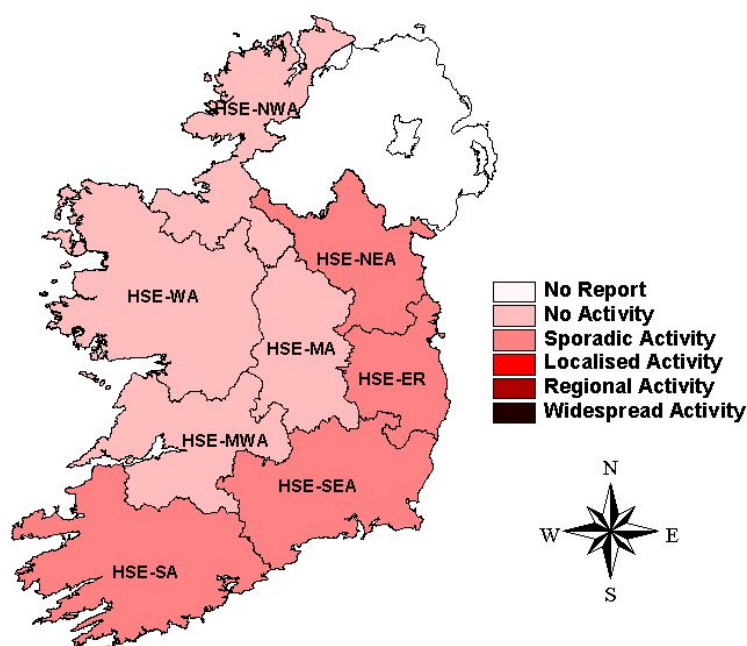 HSE-NWA
HSE-NEA
HSE-WA
HSE-MA
HSE-ER
HSE-MWA
HSE-SEA
HSE-SA
No Report
No Activity
Sporadic Activity
Localised Activity
Regional Activity
Widespread Activity
N
W E
S